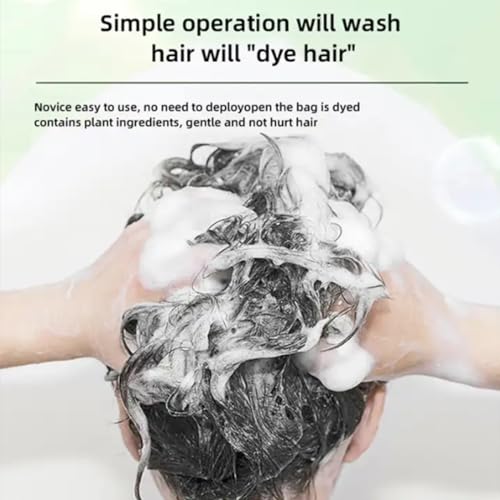 Simple operation will wash
hair will "dye hair"
Novice easy to use, no need to deployopen the bag is dyed
contains plant ingredients, gentle and not hurt hair